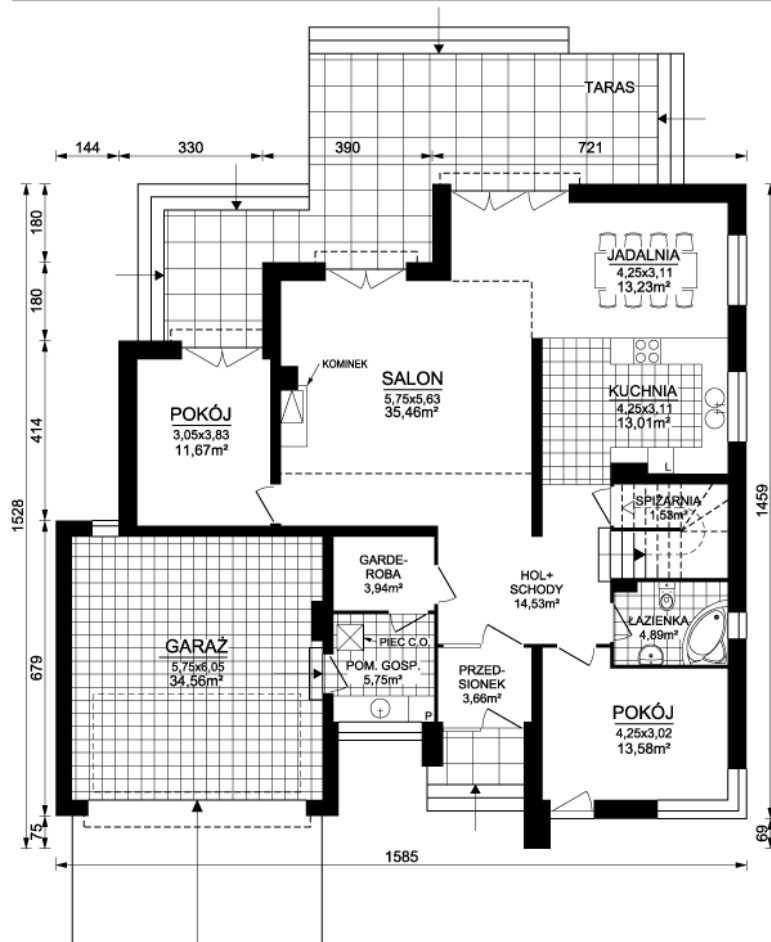 TARAS
144
330
390
721
180
180
414
1528
679
75
1459
69
1585
JADALNIA
4,25x3,11
13,23m²
KOMINEK
SALON
5,75x5,63
35,46m²
POKÓJ
3,05x3,83
11,67m²
KUCHNIA
4,25x3,11
13,01m²
L
SPIŻARNIA
1,53m²
GARDE-
ROBA
3,94m²
HOL+
SCHODY
14,53m²
ŁAZIENKA
4,89m²
GARAŻ
5,75x6,05
34,56m²
PIEC C.O.
POM. GOSP.
5,75m²
P
PRZED-
SIONEK
3,66m²
POKÓJ
4,25x3,02
13,58m²